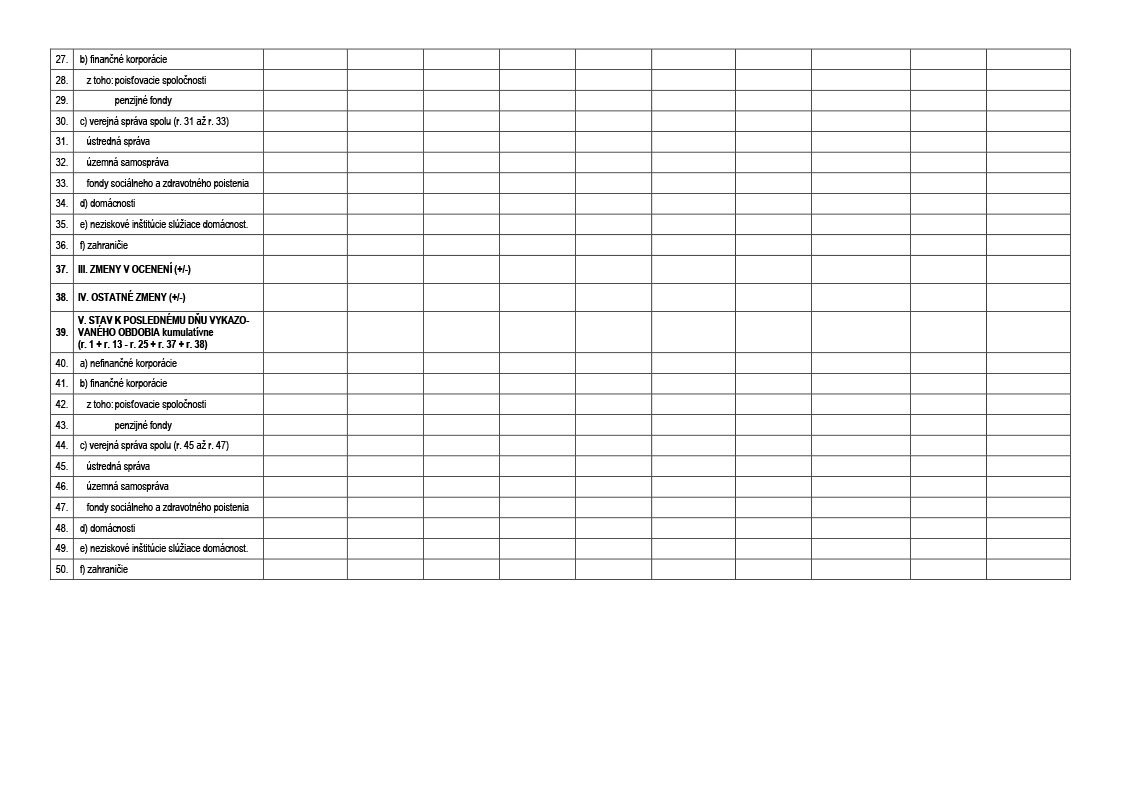 27. b) finančné korporácie
28. z toho: poisťovacie spoločnosti
29. penzijné fondy
30. c) verejná správa spolu (r. 31 až r. 33)
31. ústredná správa
32. územná samospráva
33. fondy sociálneho a zdravotného poistenia
34. d) domácnosti
35. e) neziskové inštitúcie slúžiace domácnost.
36. f) zahraničie
37. III. ZMENY V OCENENÍ (+/-)
38. IV. OSTATNÉ ZMENY (+/-)
V. STAV K POSLEDNÉMU DŇU VYKAZO-
39. VANÉHO OBDOBIA kumulatívne
(r. 1 + r. 13 - r. 25 + r. 37 + r. 38)
40. a) nefinančné korporácie
41. b) finančné korporácie
42. z toho: poisťovacie spoločnosti
43. penzijné fondy
44. c) verejná správa spolu (r. 45 až r. 47)
45. ústredná správa
46. územná samospráva
47. fondy sociálneho a zdravotného poistenia
48. d) domácnosti
49. e) neziskové inštitúcie slúžiace domácnost.
50. f) zahraničie